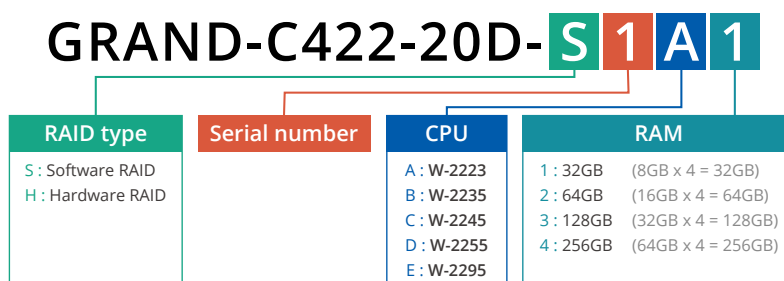 GRAND-C422-20D-S1A1
RAID type
S : Software RAID
H : Hardware RAID
Serial number
CPU
A : W-2223
B : W-2235
C : W-2245
D : W-2255
E : W-2295
RAM
1 : 32GB (8GB x 4 = 32GB)
2 : 64GB (16GB x 4 = 64GB)
3 : 128GB (32GB x 4 = 128GB)
4 : 256GB (64GB x 4 = 256GB)